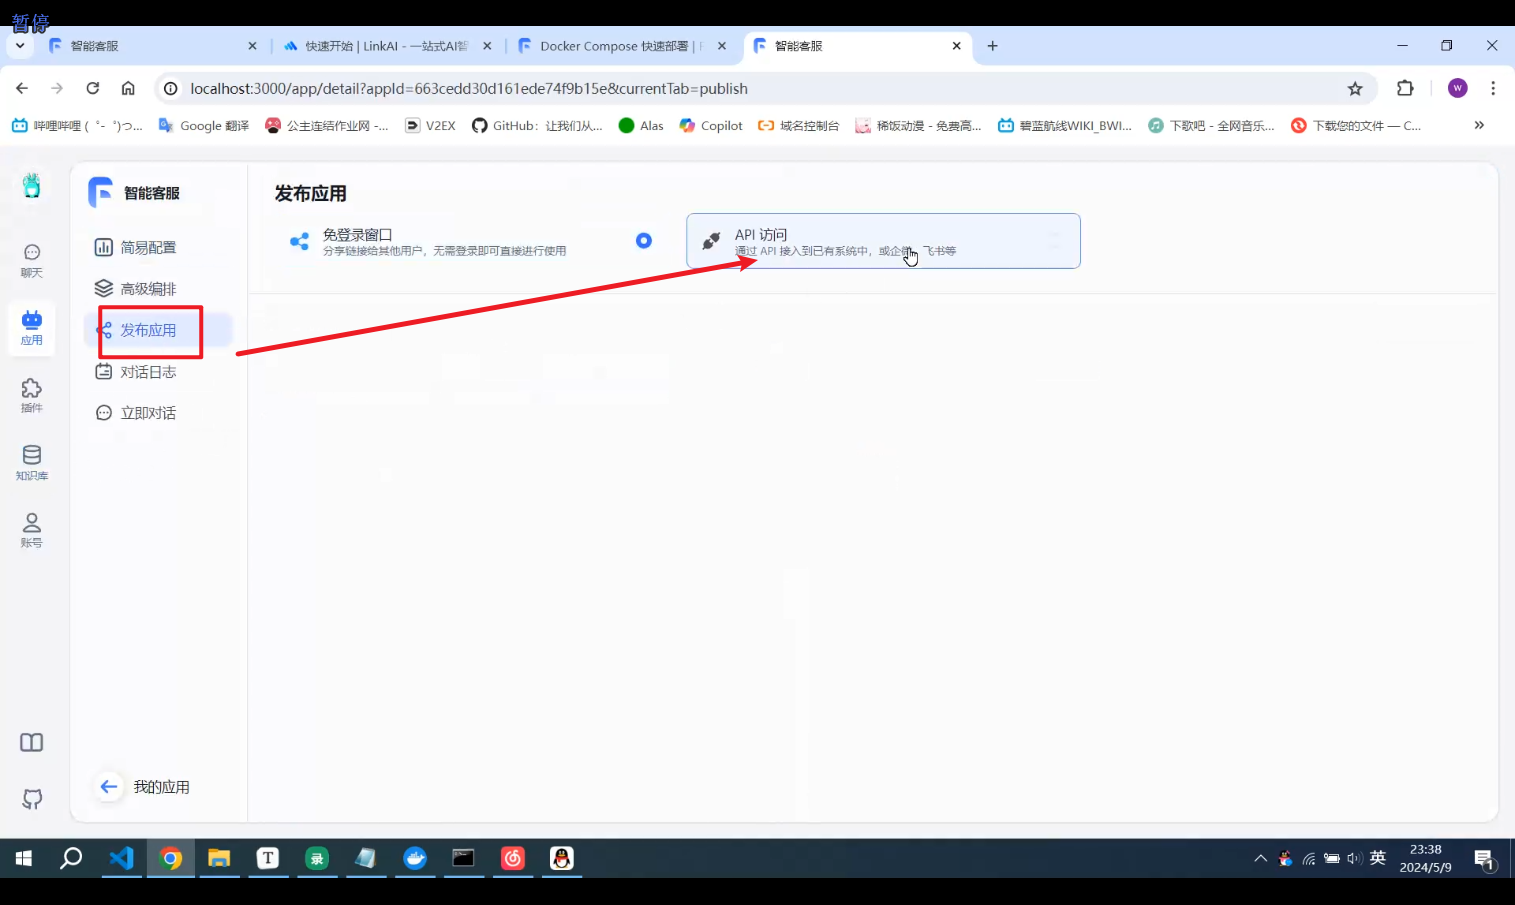 暂停
智能客服
快速开始 | LinkAI - 一站式AI智
Docker Compose 快速部署 | F
智能客服
localhost:3000/app/detail?appId=663cedd30d161ede74f9b15e&currentTab=publish
哔哩哔哩 ( ゜- ゜)つ...
Google 翻译
公主连结作业网 -...
V2EX
GitHub：让我们从...
Alas
Copilot
域名控制台
稀饭动漫 - 免费高...
碧蓝航线WIKI_BWI...
下歌吧 - 全网音乐...
下载您的文件 — C...
W
聊天
应用
插件
知识库
账号
智能客服
简易配置
高级编排
发布应用
对话日志
立即对话
我的应用
发布应用
免登录窗口
分享链接给其他用户，无需登录即可直接进行使用
API 访问
通过 API 接入到已有系统中，或企微、飞书等
T
录
英
23:38
2024/5/9
1